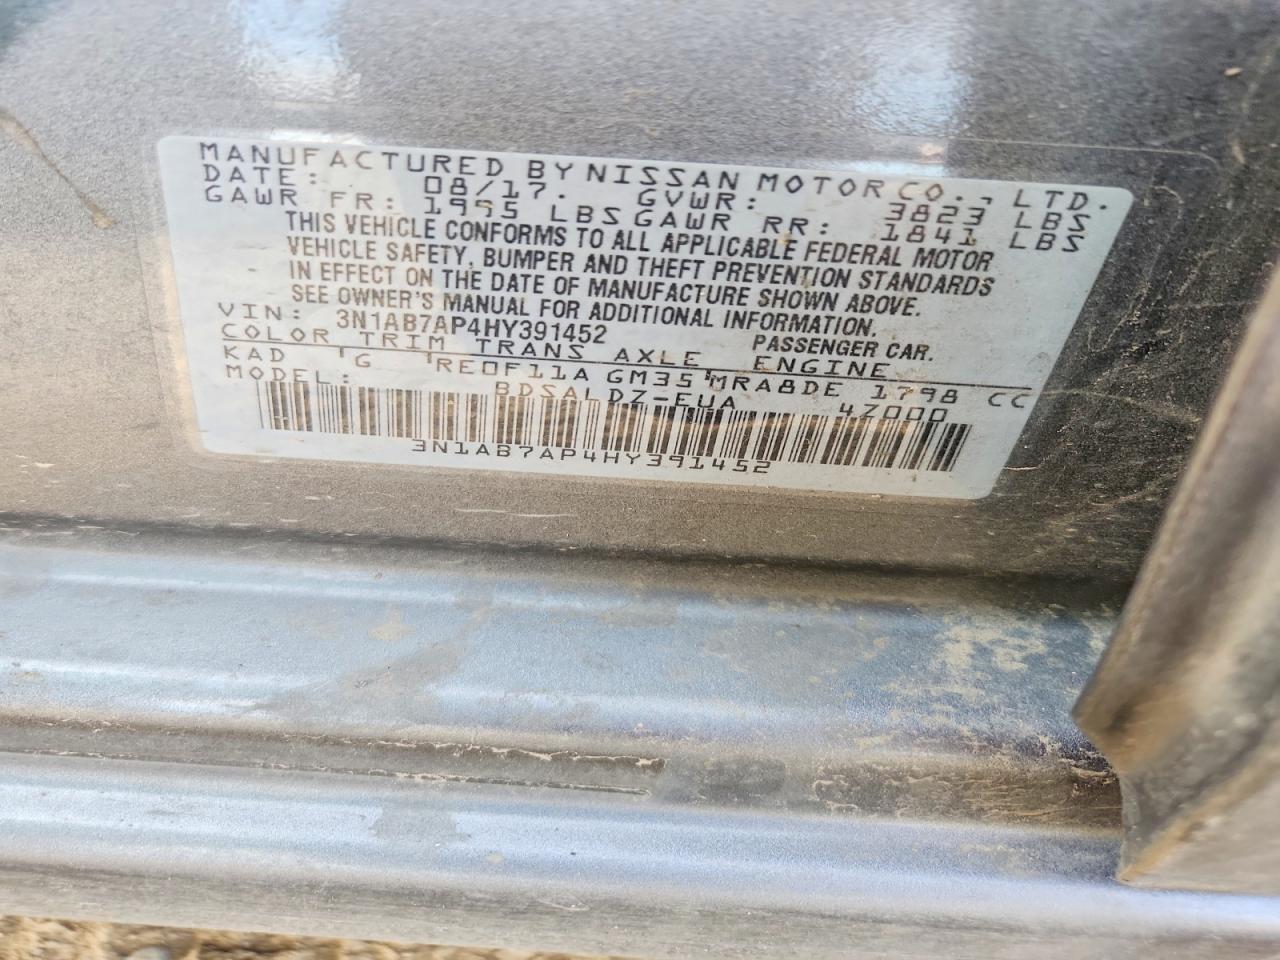 MANUFACTURED BY NISSAN MOTOR CO., LTD.
DATE: 08/17. GVWR: 3823 LBS
GAWR FR: 1995 LBS GAWR RR: 1841 LBS
THIS VEHICLE CONFORMS TO ALL APPLICABLE FEDERAL MOTOR
VEHICLE SAFETY, BUMPER AND THEFT PREVENTION STANDARDS
IN EFFECT ON THE DATE OF MANUFACTURE SHOWN ABOVE.
SEE OWNER'S MANUAL FOR ADDITIONAL INFORMATION.
VIN: 3N1AB7AP4HY391452 PASSENGER CAR.
COLOR TRIM TRANS AXLE ENGINE
KAD G RE0F11A GM35 MRA8DE 1798 CC
MODEL: BDSALDZ-EUA 4Z000
3N1AB7AP4HY391452